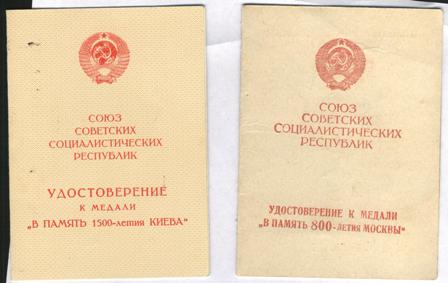 СОЮЗ
СОВЕТСКИХ
СОЦИАЛИСТИЧЕСКИХ
РЕСПУБЛИК
УДОСТОВЕРЕНИЕ
К МЕДАЛИ
„В ПАМЯТЬ 1500-летия КИЕВА“
СОЮЗ
СОВЕТСКИХ
СОЦИАЛИСТИЧЕСКИХ
РЕСПУБЛИК
УДОСТОВЕРЕНИЕ К МЕДАЛИ
„В ПАМЯТЬ 800-ЛЕТИЯ МОСКВЫ“